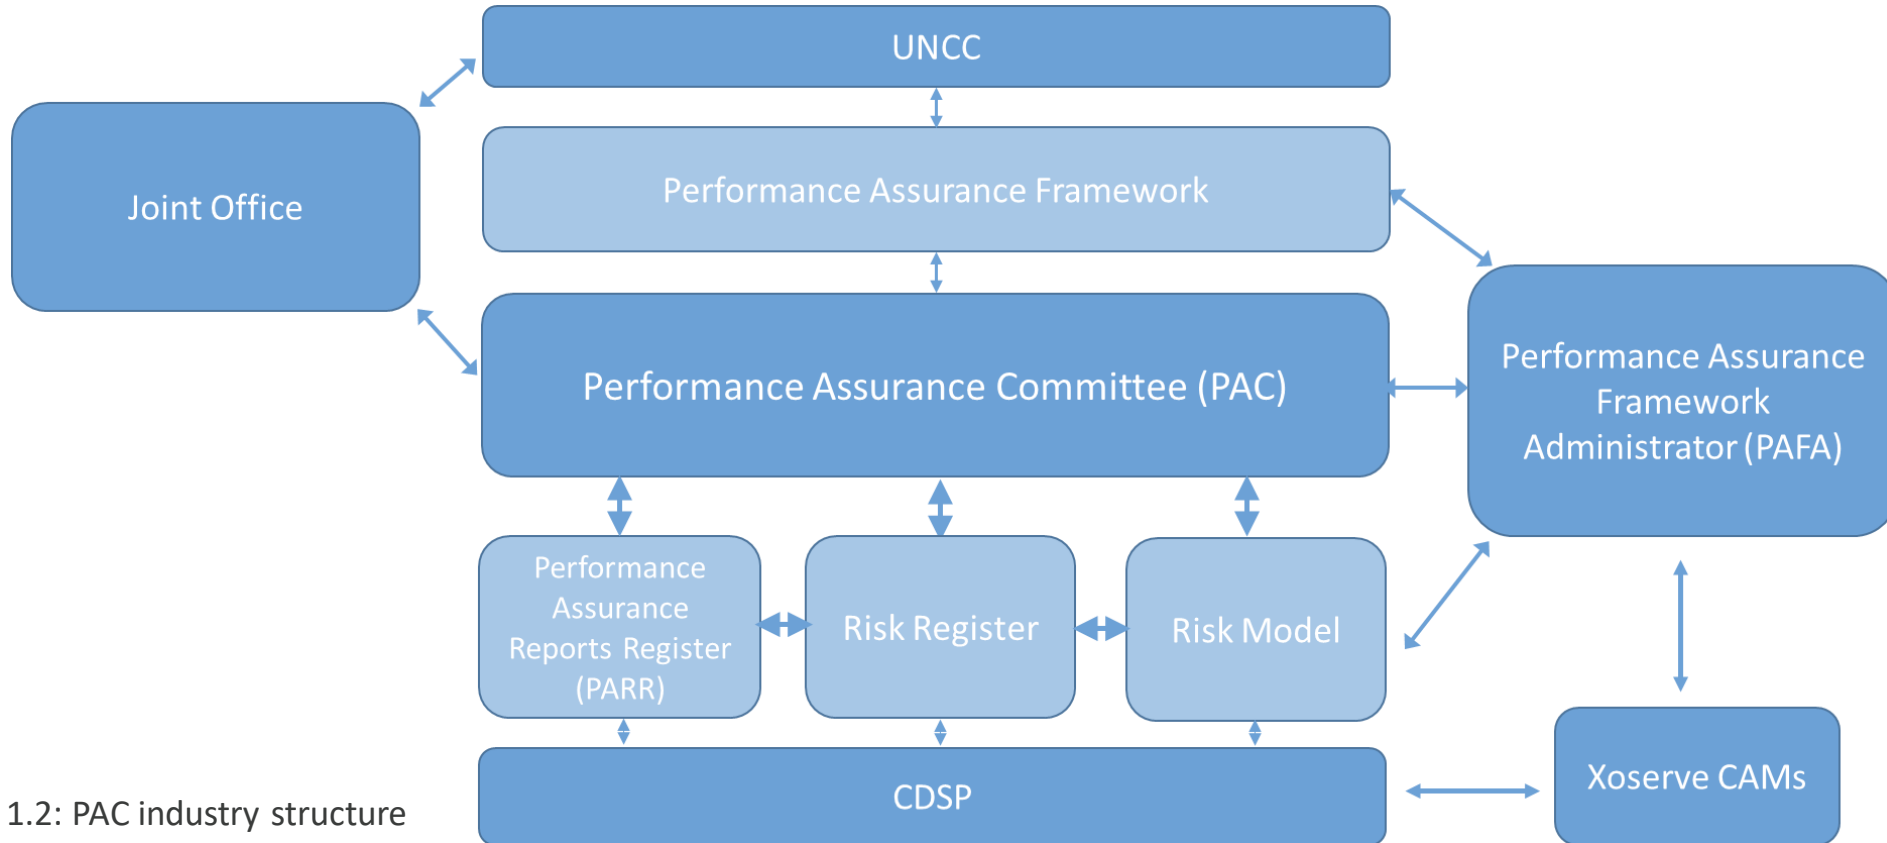 UNCC
Joint Office
Performance Assurance Framework
Performance Assurance Committee (PAC)
Performance Assurance
Framework
Administrator (PAFA)
Performance
Assurance
Reports Register
(PARR)
Risk Register
Risk Model
CDSP
Xoserve CAMs
1.2: PAC industry structure